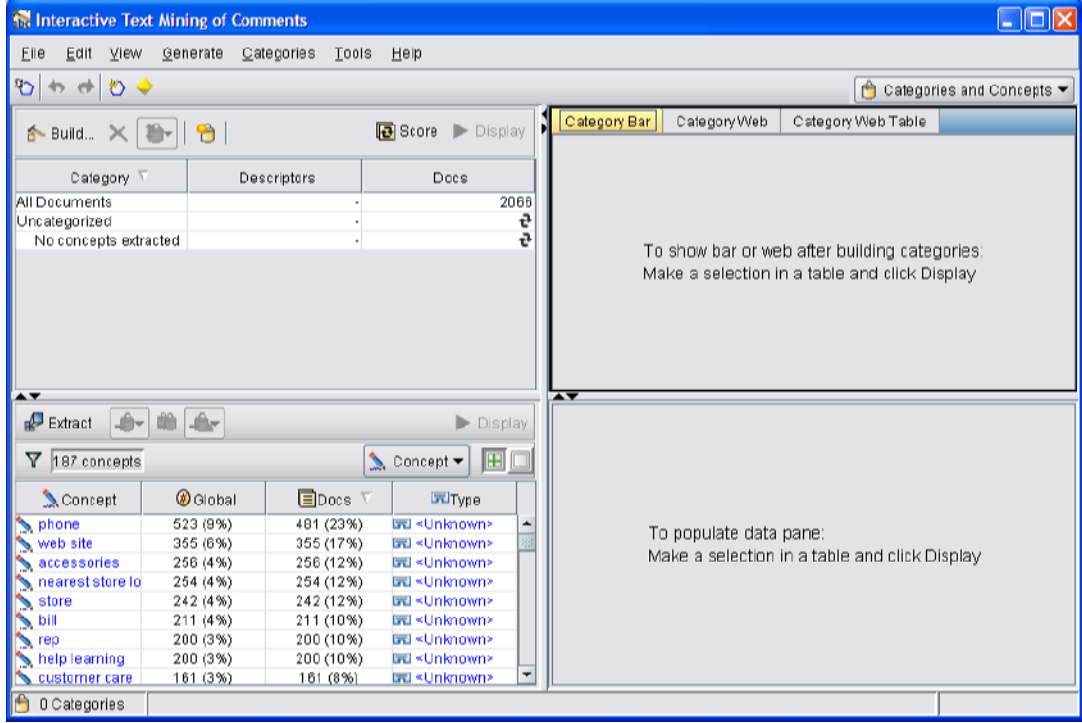 Interactive Text Mining of Comments
File Edit View Generate Categories Tools Help
Categories and Concepts
Build...
Score Display
Category Descriptors Docs
All Documents - 2066
Uncategorized -
No concepts extracted -
Category Bar Category Web Category Web Table
To show bar or web after building categories:
Make a selection in a table and click Display
Extract Display
187 concepts Concept
Concept Global Docs Type
phone 523 (9%) 481 (23%) <Unknown>
web site 355 (6%) 355 (17%) <Unknown>
accessories 256 (4%) 256 (12%) <Unknown>
nearest store lo 254 (4%) 254 (12%) <Unknown>
store 242 (4%) 242 (12%) <Unknown>
bill 211 (4%) 211 (10%) <Unknown>
rep 200 (3%) 200 (10%) <Unknown>
help learning 200 (3%) 200 (10%) <Unknown>
customer care 161 (3%) 161 (8%) <Unknown>
To populate data pane:
Make a selection in a table and click Display
0 Categories